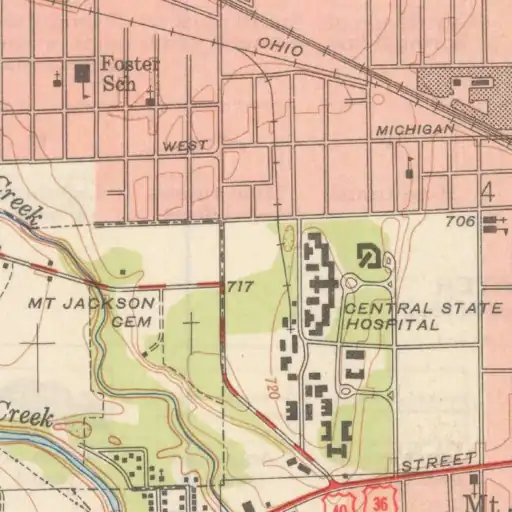 OHIO
Foster
Sch
WEST
MICHIGAN
Creek
4
706
717
MT JACKSON
CEM
CENTRAL STATE
HOSPITAL
720
Creek
STREET
40
36
Mt